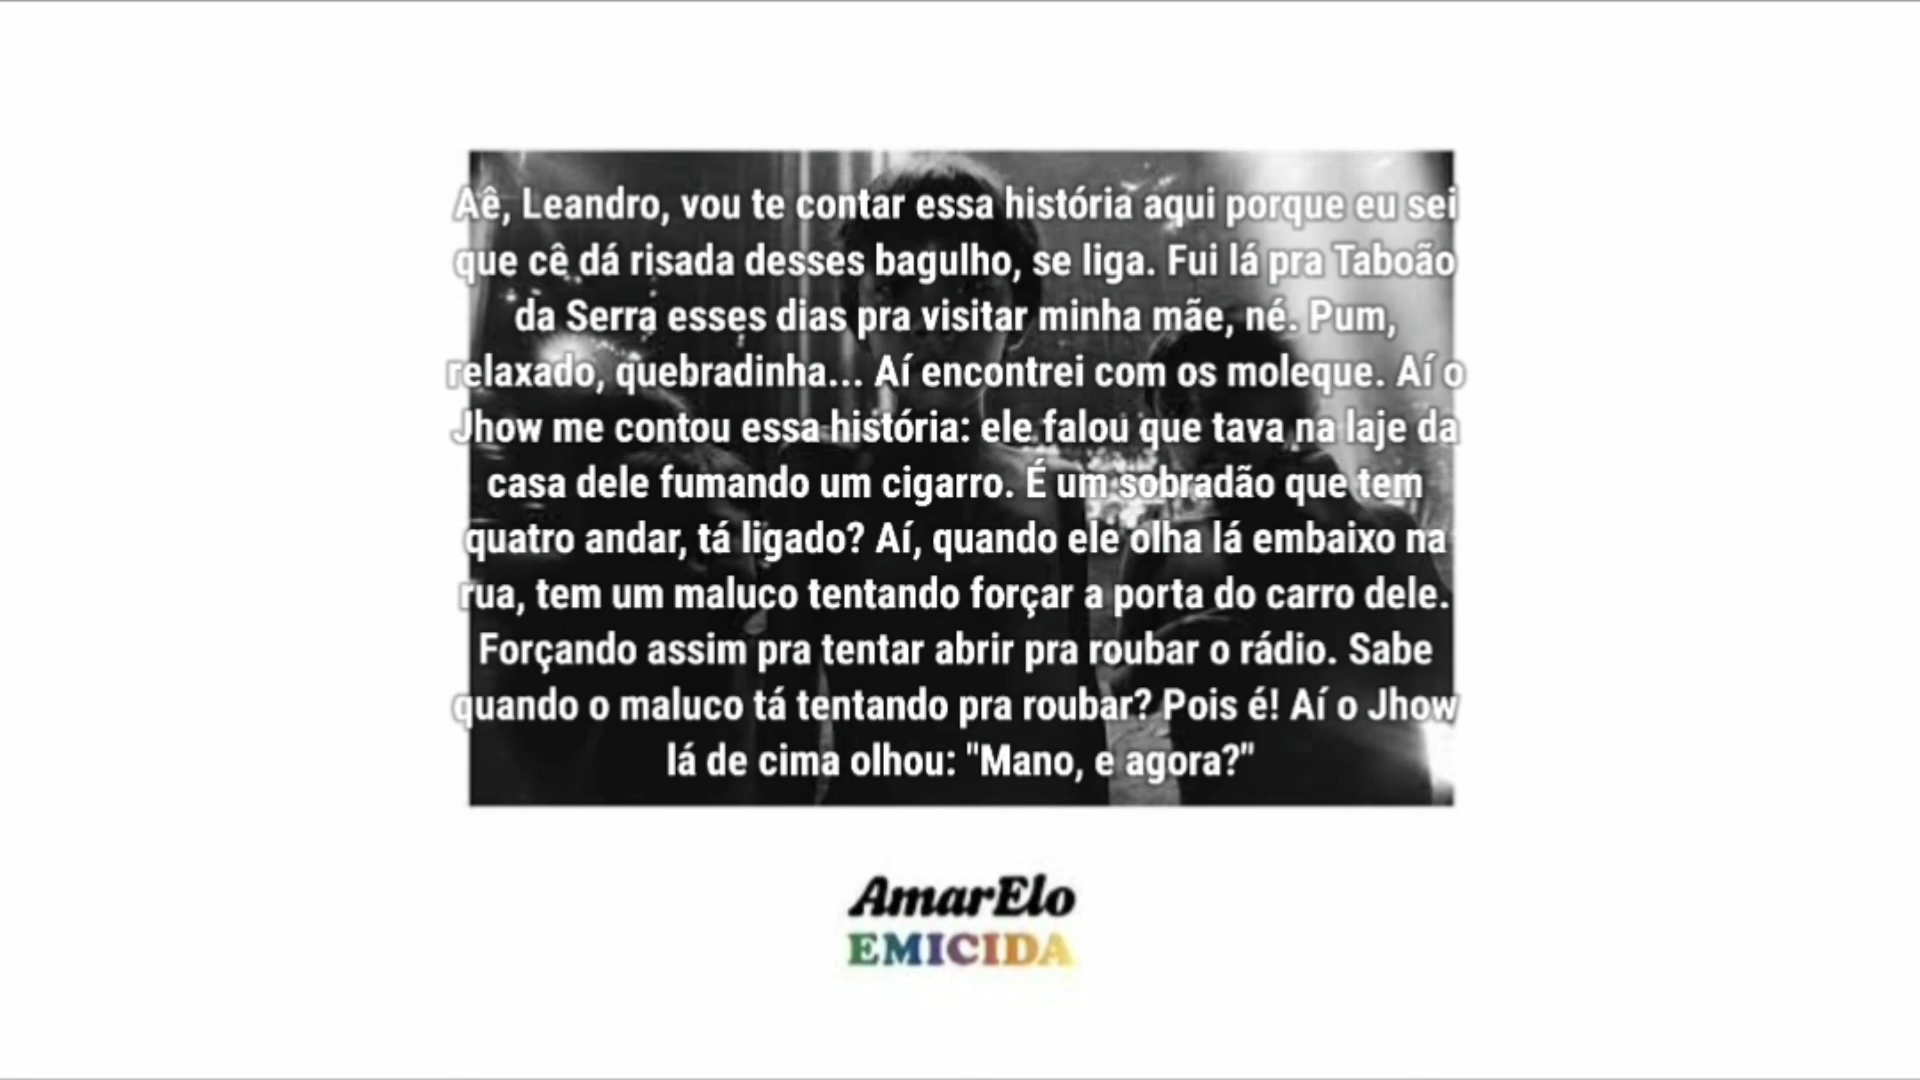 Aê, Leandro, vou te contar essa história aqui porque eu sei
que cê dá risada desses bagulho, se liga. Fui lá pra Taboão
da Serra esses dias pra visitar minha mãe, né. Pum,
relaxado, quebradinha... Aí encontrei com os moleque. Aí o
Jhow me contou essa história: ele falou que tava na laje da
casa dele fumando um cigarro. É um sobradão que tem
quatro andar, tá ligado? Aí, quando ele olha lá embaixo na
rua, tem um maluco tentando forçar a porta do carro dele.
Forçando assim pra tentar abrir pra roubar o rádio. Sabe
quando o maluco tá tentando pra roubar? Pois é! Aí o Jhow
lá de cima olhou: "Mano, e agora?"
AmarElo
EMICIDA